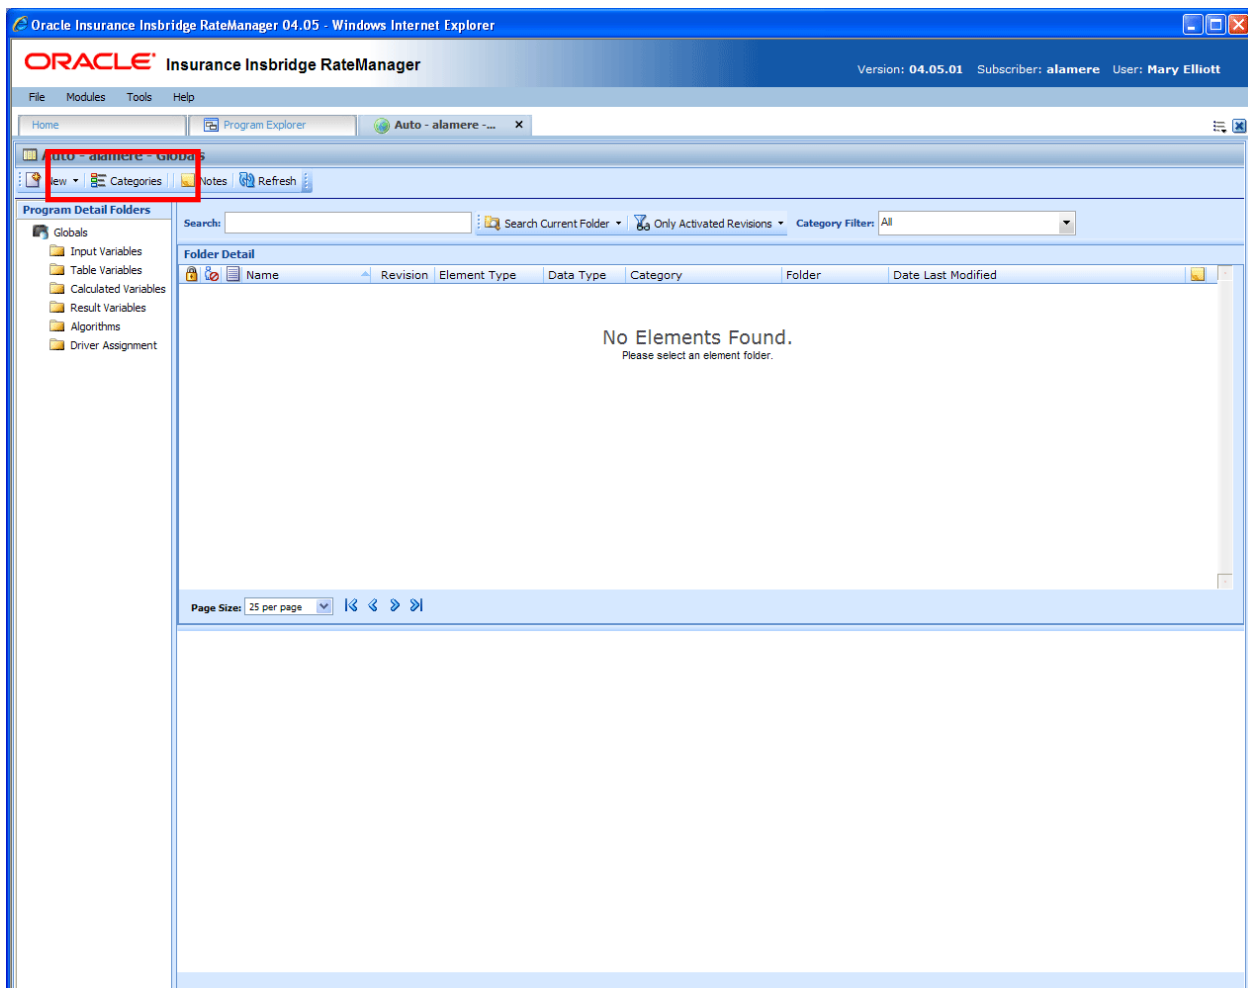 Oracle Insurance Insbridge RateManager 04.05 - Windows Internet Explorer
ORACLE Insurance Insbridge RateManager
Version: 04.05.01 Subscriber: alamere User: Mary Elliott
File Modules Tools Help
Home Program Explorer Auto - alamere -... x
Auto - alamere - Globals
New Categories Notes Refresh
Program Detail Folders
Globals
Input Variables
Table Variables
Calculated Variables
Result Variables
Algorithms
Driver Assignment
Search: Search Current Folder Only Activated Revisions Category Filter: All
Folder Detail
Name Revision Element Type Data Type Category Folder Date Last Modified
No Elements Found.
Please select an element folder.
Page Size: 25 per page